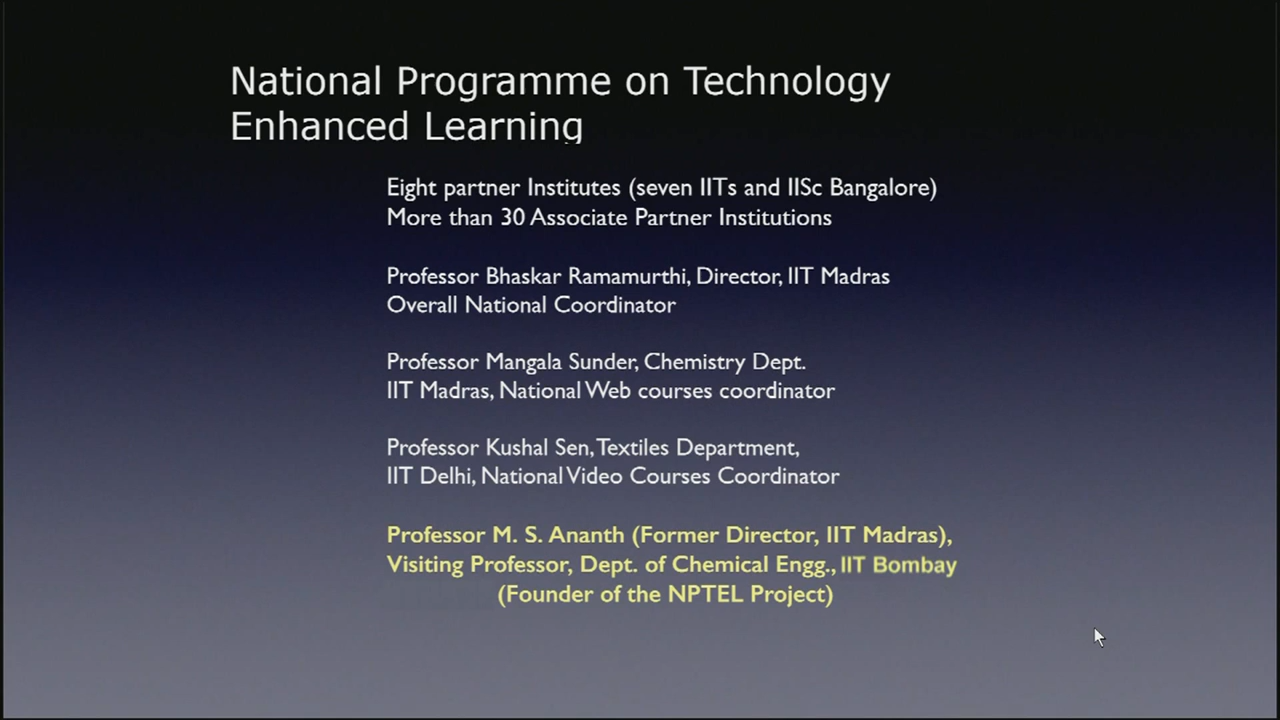 National Programme on Technology
Enhanced Learning
Eight partner Institutes (seven IITs and IISc Bangalore)
More than 30 Associate Partner Institutions
Professor Bhaskar Ramamurthi, Director, IIT Madras
Overall National Coordinator
Professor Mangala Sunder, Chemistry Dept.
IIT Madras, National Web courses coordinator
Professor Kushal Sen, Textiles Department,
IIT Delhi, National Video Courses Coordinator
Professor M. S. Ananth (Former Director, IIT Madras),
Visiting Professor, Dept. of Chemical Engg., IIT Bombay
(Founder of the NPTEL Project)